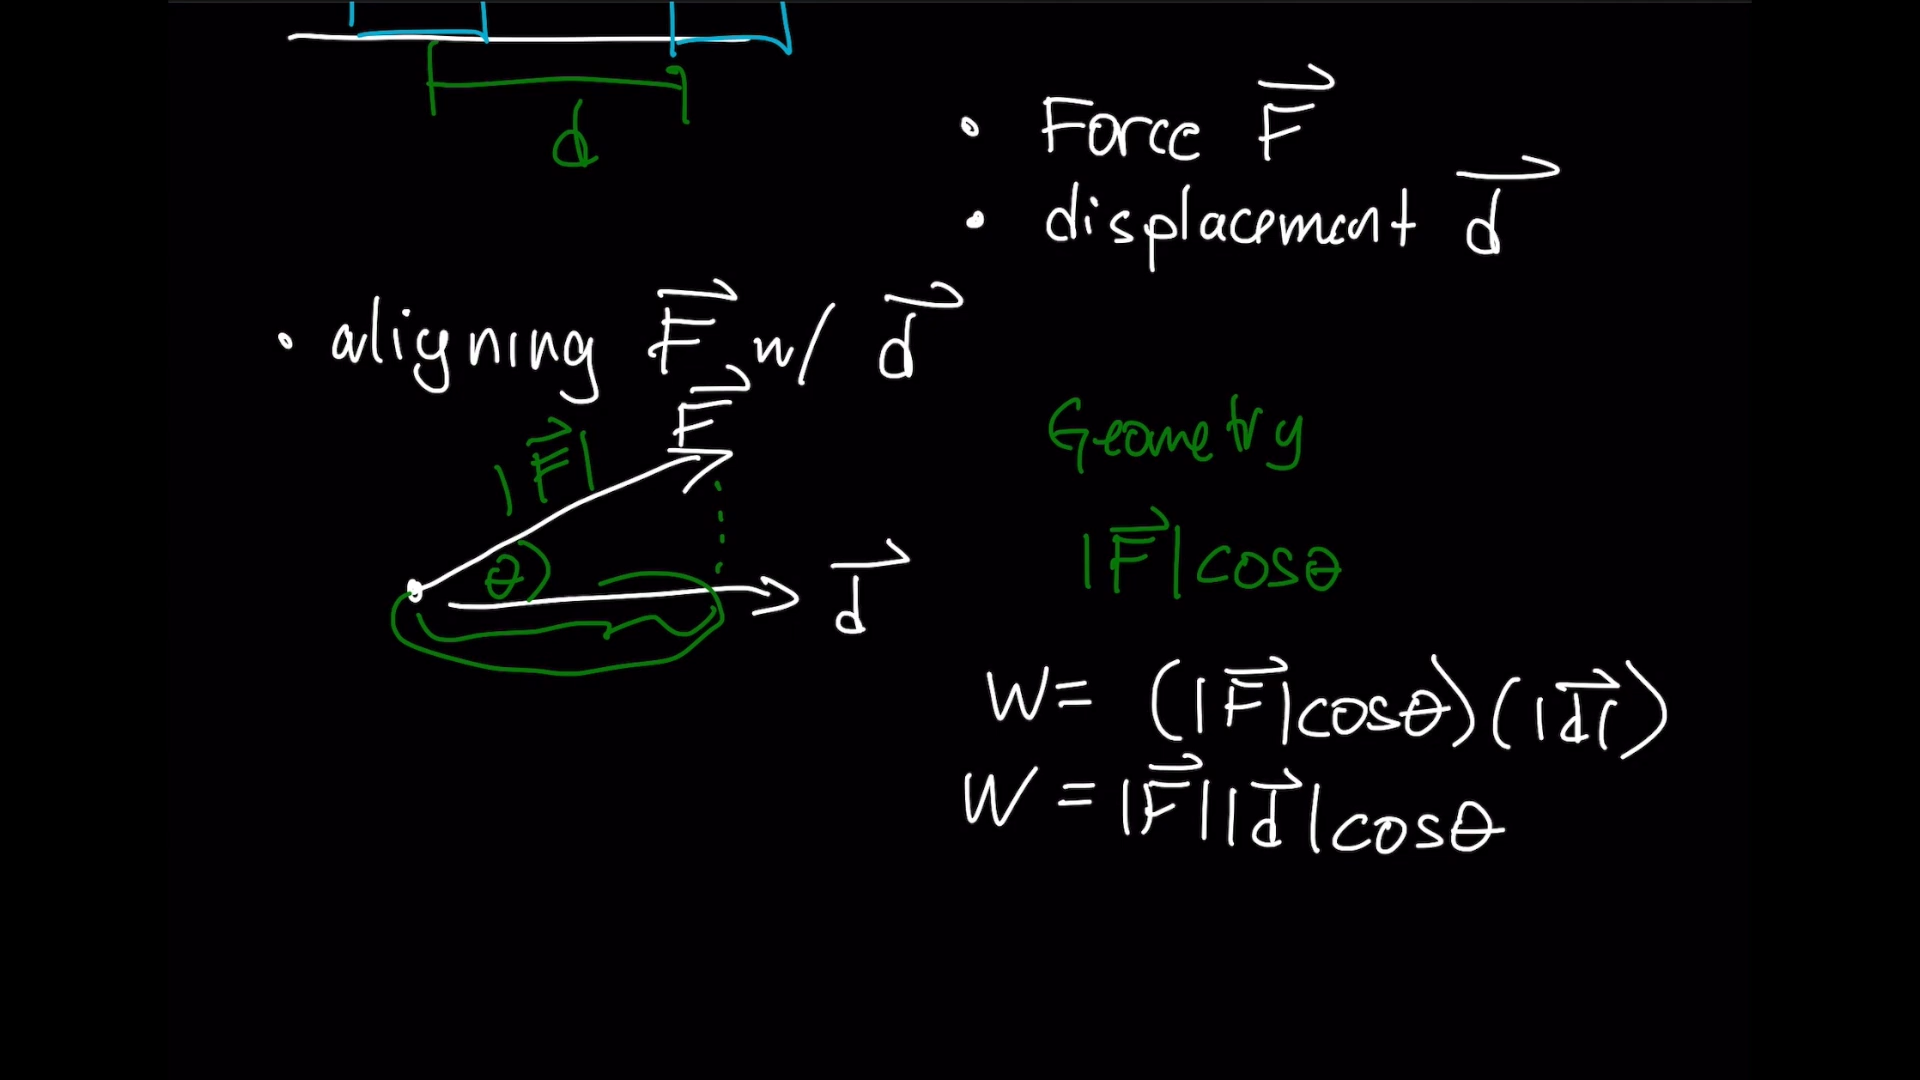 d
• Force F⃗
• displacement d⃗
• aligning F⃗ w/ d⃗
F⃗
|F⃗|
θ
d⃗
Geometry
|F⃗|cosθ
W= (|F⃗|cosθ)(|d⃗|)
W=|F⃗||d⃗|cosθ